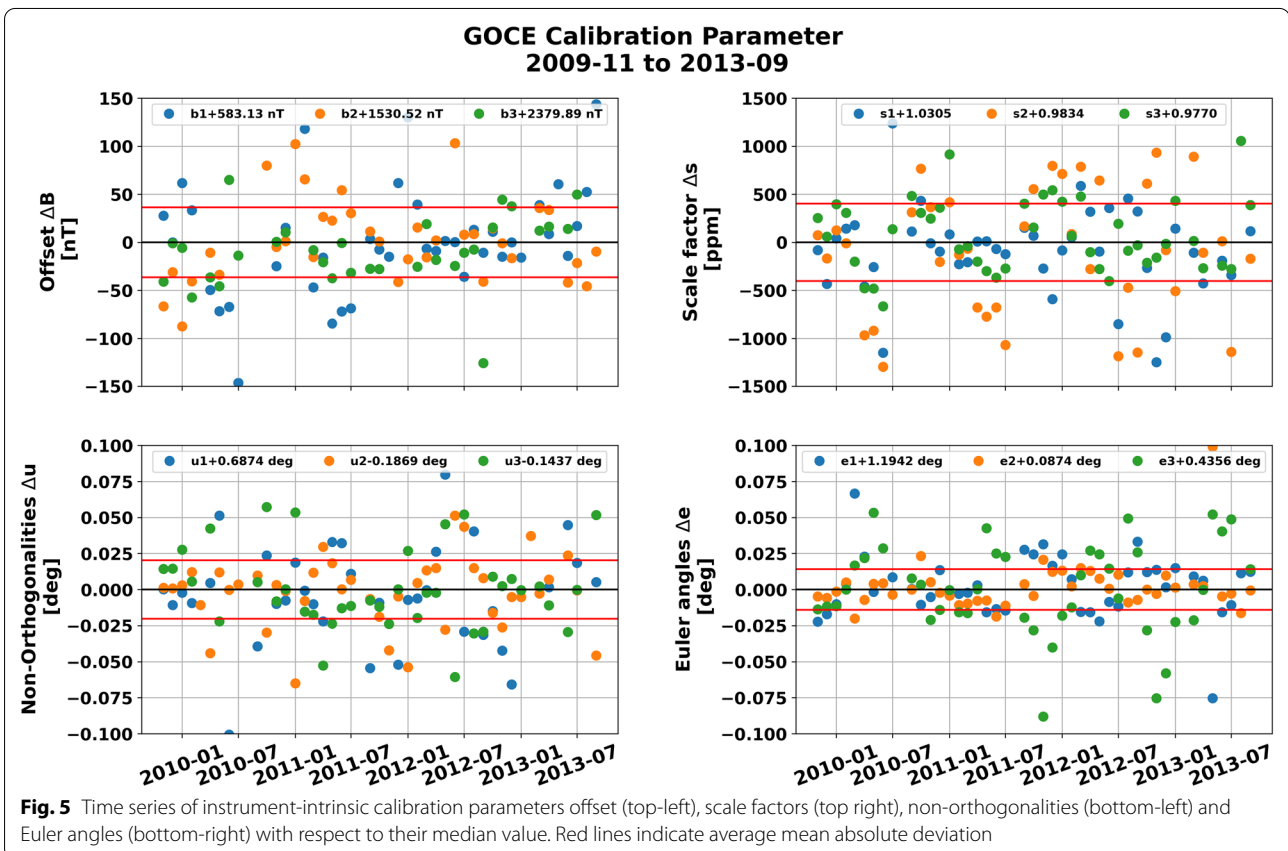 GOCE Calibration Parameter
2009-11 to 2013-09
Offset ΔB
[nT]
150
100
50
0
−50
−100
−150
b1+583.13 nT
b2+1530.52 nT
b3+2379.89 nT
Scale factor Δs
[ppm]
1500
1000
500
0
−500
−1000
−1500
s1+1.0305
s2+0.9834
s3+0.9770
Non-Orthogonalities Δu
[deg]
0.100
0.075
0.050
0.025
0.000
−0.025
−0.050
−0.075
−0.100
u1+0.6874 deg
u2-0.1869 deg
u3-0.1437 deg
2010-01
2010-07
2011-01
2011-07
2012-01
2012-07
2013-01
2013-07
Euler angles Δe
[deg]
0.100
0.075
0.050
0.025
0.000
−0.025
−0.050
−0.075
−0.100
e1+1.1942 deg
e2+0.0874 deg
e3+0.4356 deg
2010-01
2010-07
2011-01
2011-07
2012-01
2012-07
2013-01
2013-07
Fig. 5 Time series of instrument-intrinsic calibration parameters offset (top-left), scale factors (top right), non-orthogonalities (bottom-left) and
Euler angles (bottom-right) with respect to their median value. Red lines indicate average mean absolute deviation